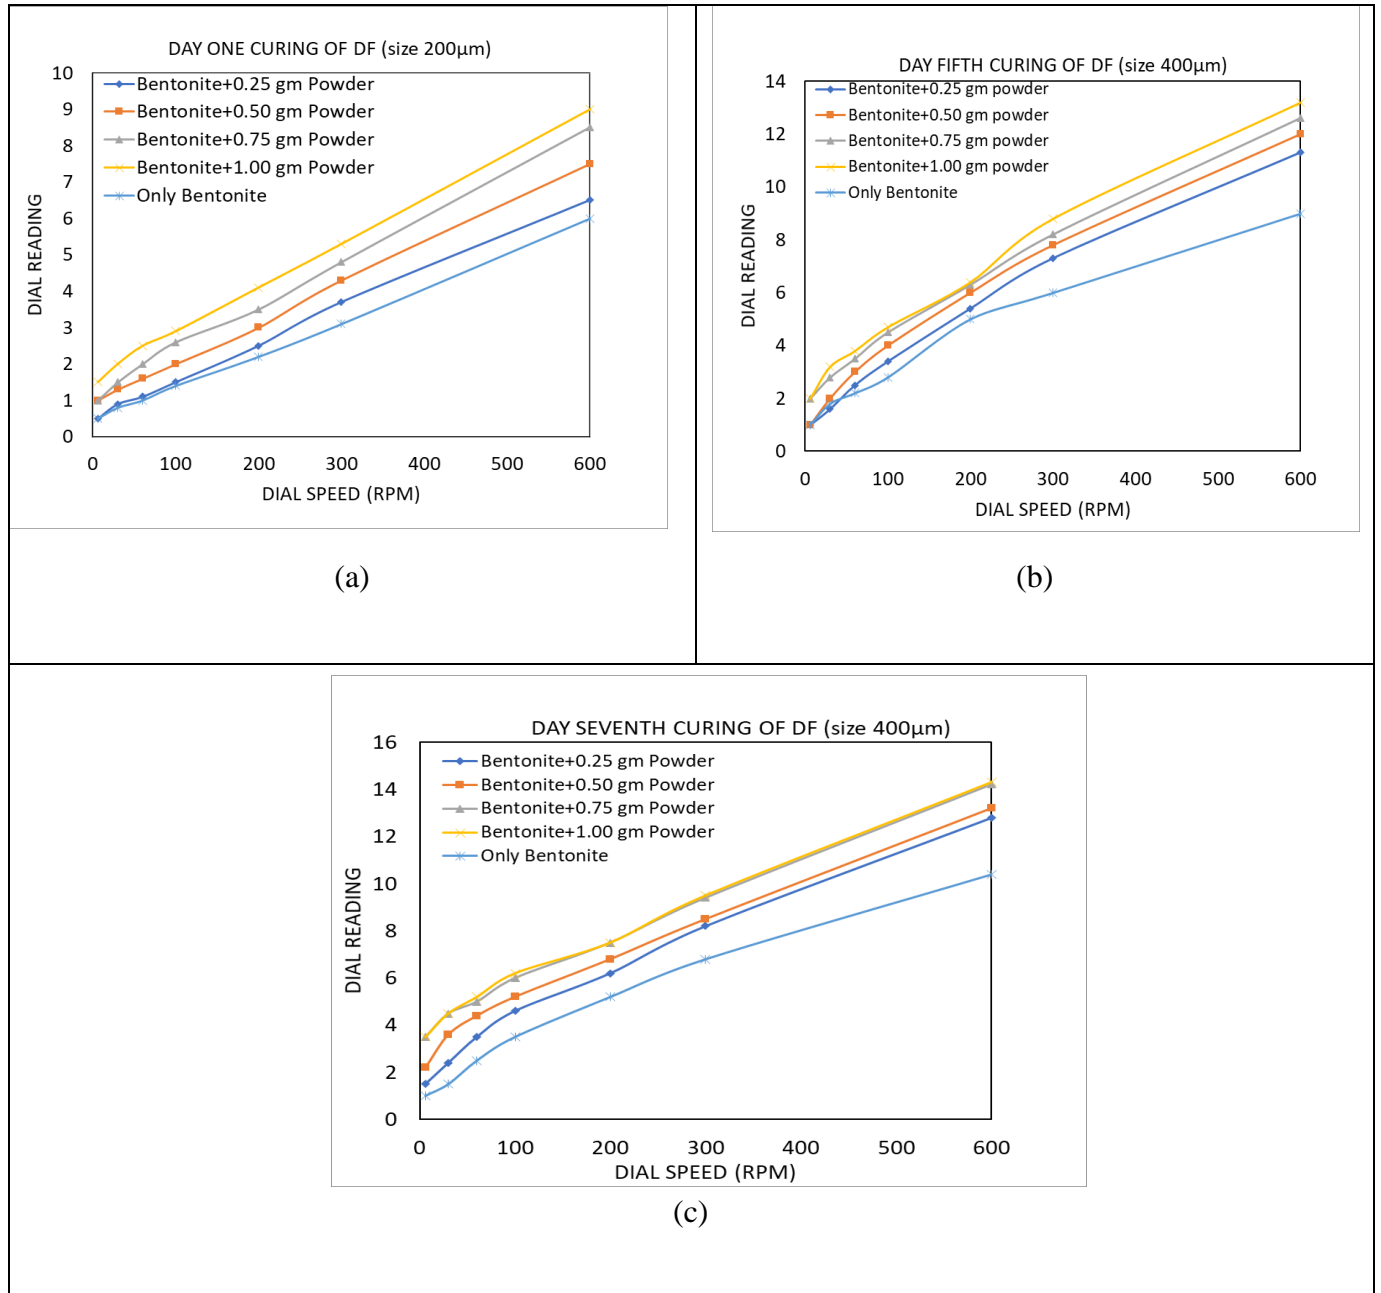 DAY ONE CURING OF DF (size 200μm)
10
9
8
7
6
5
4
3
2
1
0
DIAL READING
Bentonite+0.25 gm Powder
Bentonite+0.50 gm Powder
Bentonite+0.75 gm Powder
Bentonite+1.00 gm Powder
Only Bentonite
0 100 200 300 400 500 600
DIAL SPEED (RPM)
(a)
DAY FIFTH CURING OF DF (size 400μm)
14
12
10
8
6
4
2
0
DIAL READING
Bentonite+0.25 gm powder
Bentonite+0.50 gm powder
Bentonite+0.75 gm powder
Bentonite+1.00 gm powder
Only Bentonite
0 100 200 300 400 500 600
DIAL SPEED (RPM)
(b)
DAY SEVENTH CURING OF DF (size 400μm)
16
14
12
10
8
6
4
2
0
DIAL READING
Bentonite+0.25 gm Powder
Bentonite+0.50 gm Powder
Bentonite+0.75 gm Powder
Bentonite+1.00 gm Powder
Only Bentonite
0 100 200 300 400 500 600
DIAL SPEED (RPM)
(c)